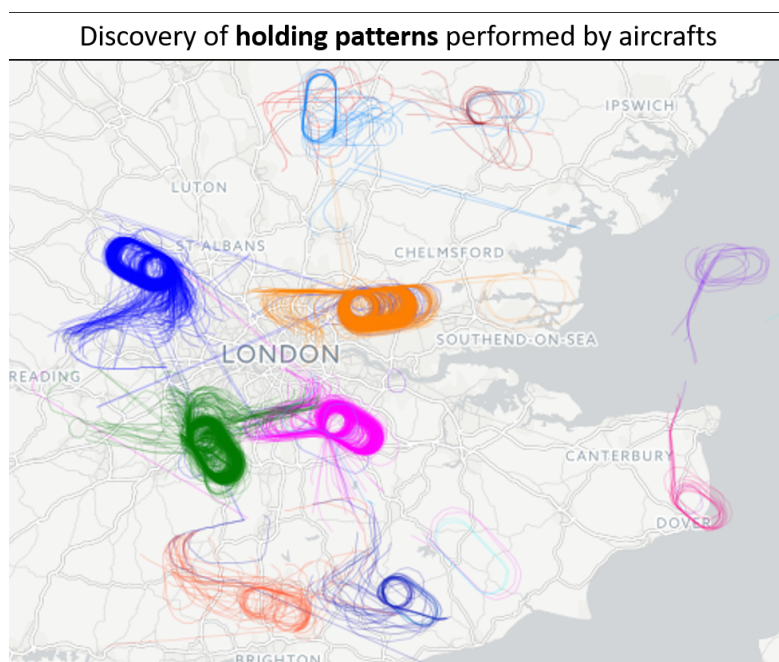 Discovery of holding patterns performed by aircrafts
IPSWICH
LUTON
ST ALBANS
CHELMSFORD
SOUTHEND-ON-SEA
LONDON
READING
CANTERBURY
DOVER
BRIGHTON